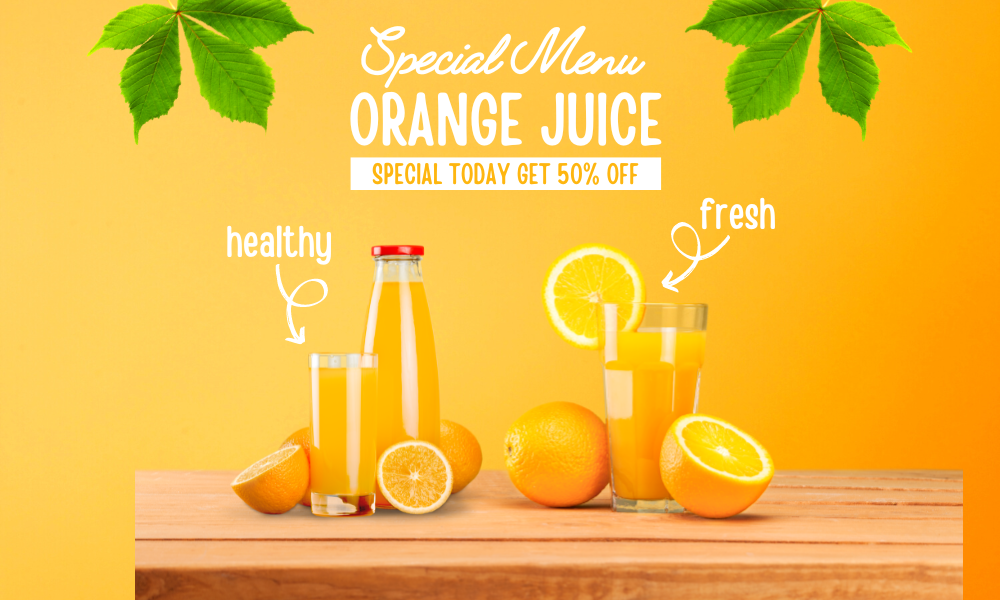 Special Menu
ORANGE JUICE
SPECIAL TODAY GET 50% OFF
fresh
healthy